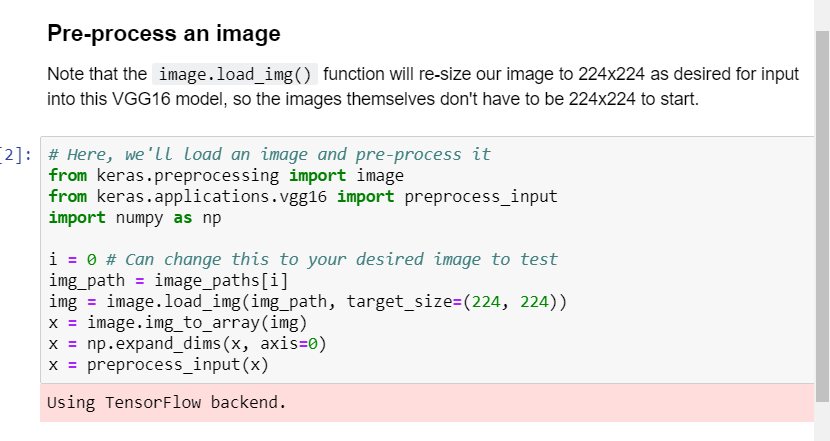 Pre-process an image
Note that the image.load_img() function will re-size our image to 224x224 as desired for input
into this VGG16 model, so the images themselves don't have to be 224x224 to start.
[2]: # Here, we'll load an image and pre-process it
from keras.preprocessing import image
from keras.applications.vgg16 import preprocess_input
import numpy as np
i = 0 # Can change this to your desired image to test
img_path = image_paths[i]
img = image.load_img(img_path, target_size=(224, 224))
x = image.img_to_array(img)
x = np.expand_dims(x, axis=0)
x = preprocess_input(x)
Using TensorFlow backend.